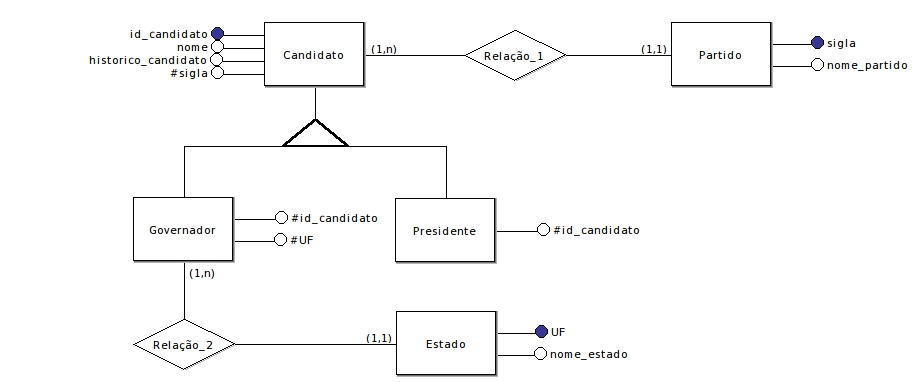 id_candidato
nome
historico_candidato
#sigla
Candidato
(1,n)
Relação_1
(1,1)
Partido
sigla
nome_partido
Governador
#id_candidato
#UF
Presidente
#id_candidato
(1,n)
Relação_2
(1,1)
Estado
UF
nome_estado